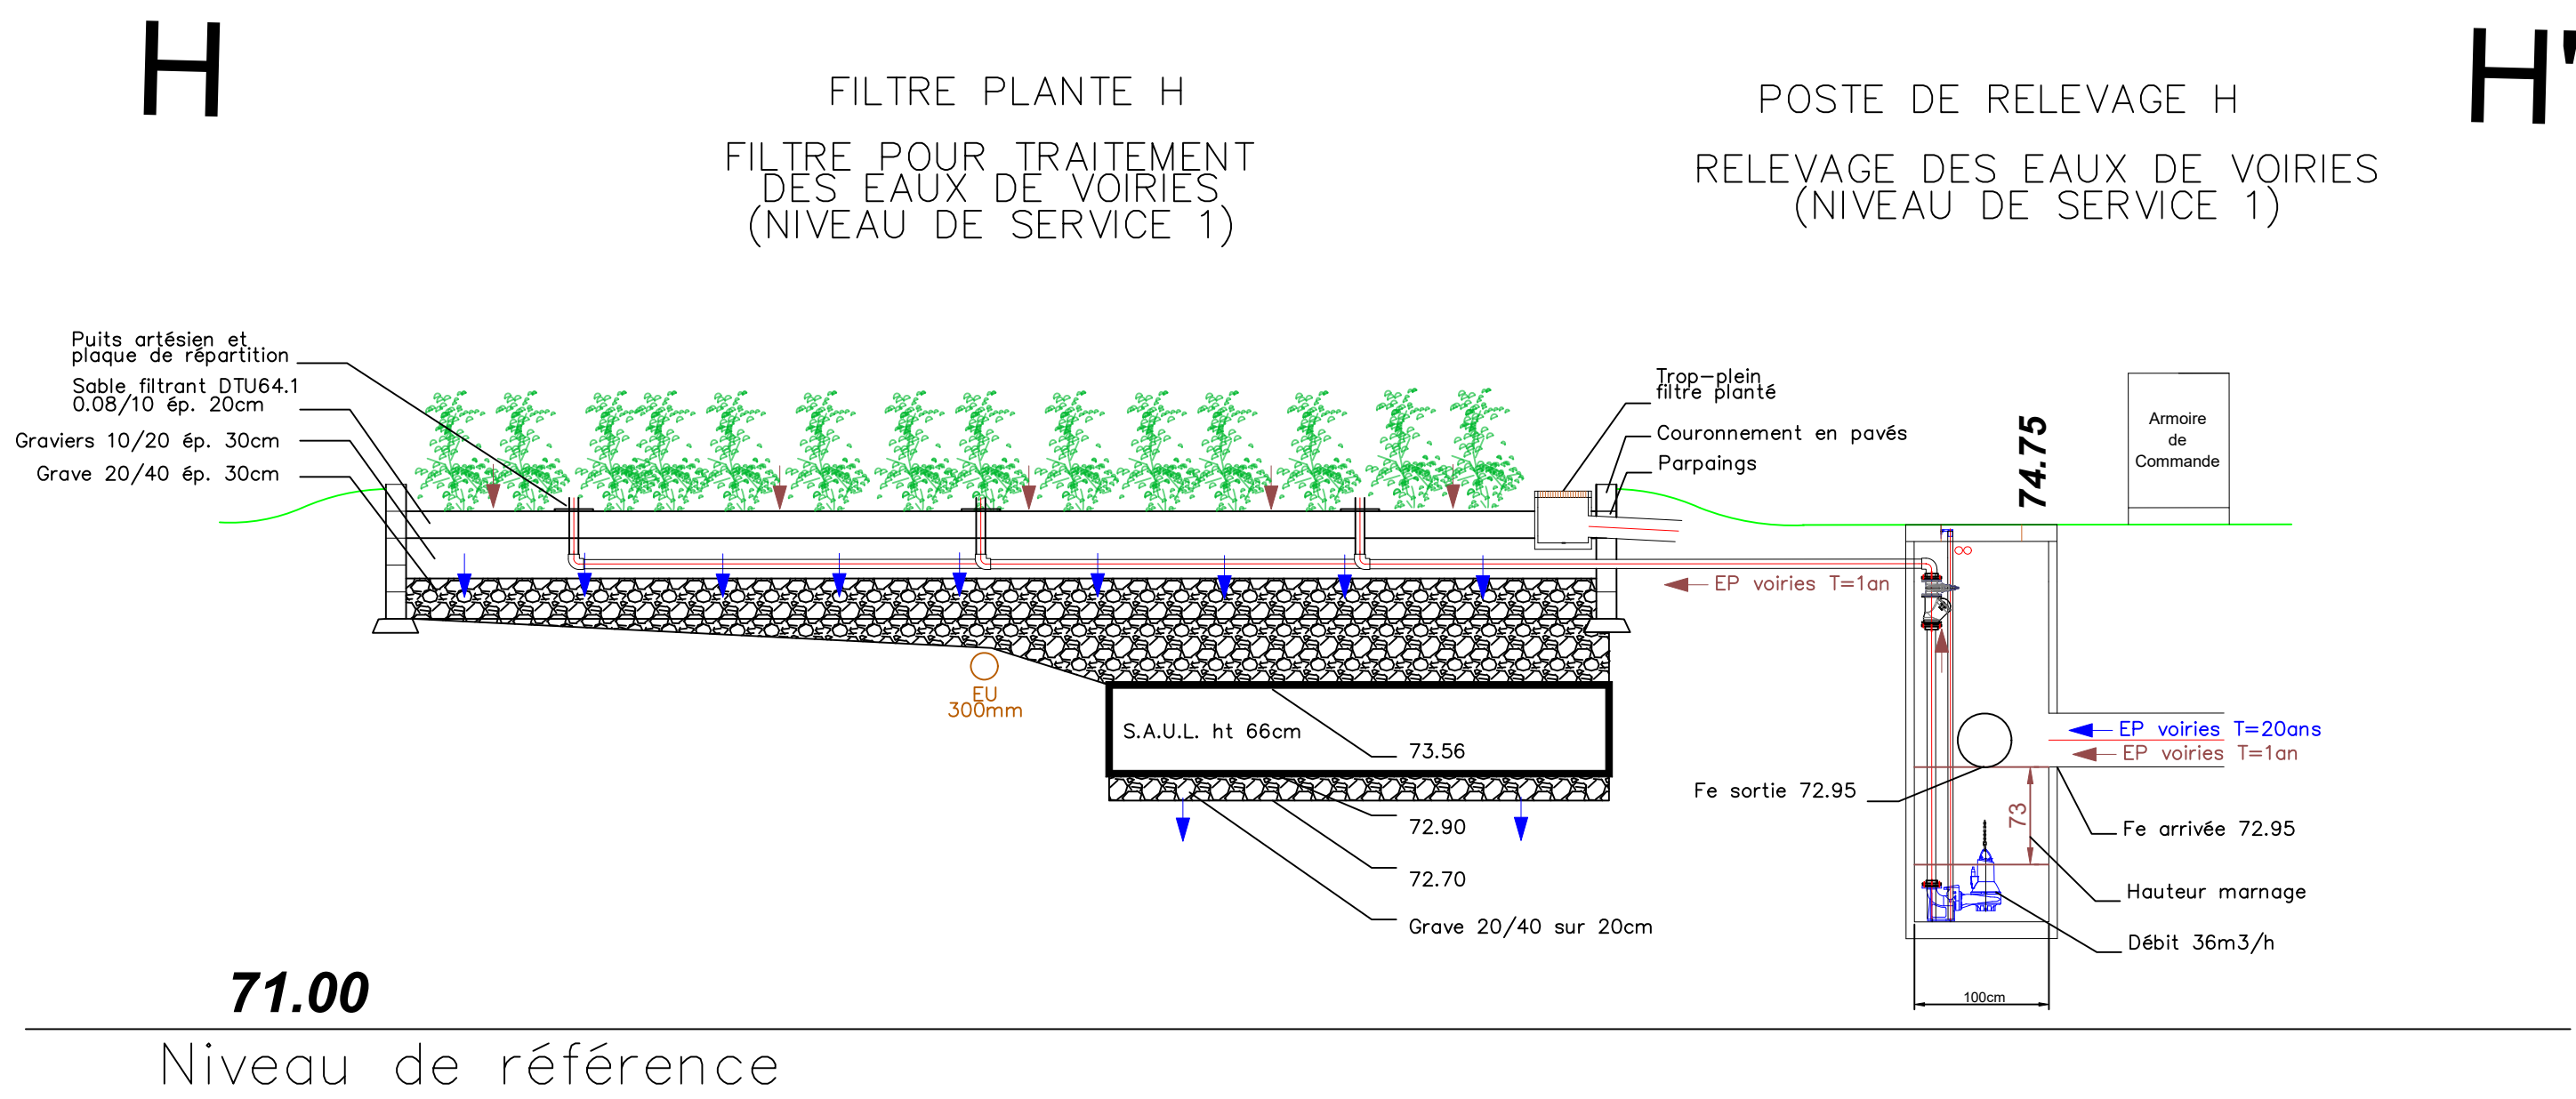 H
H'
FILTRE PLANTE H
FILTRE POUR TRAITEMENT
DES EAUX DE VOIRIES
(NIVEAU DE SERVICE 1)
POSTE DE RELEVAGE H
RELEVAGE DES EAUX DE VOIRIES
(NIVEAU DE SERVICE 1)
Puits artésien et
plaque de répartition
Sable filtrant DTU64.1
0.08/10 ép. 20cm
Graviers 10/20 ép. 30cm
Grave 20/40 ép. 30cm
Trop-plein
filtre planté
Couronnement en pavés
Parpaings
74.75
Armoire
de
Commande
EP voiries T=1an
EU
300mm
S.A.U.L. ht 66cm
73.56
72.90
72.70
Grave 20/40 sur 20cm
EP voiries T=20ans
EP voiries T=1an
Fe sortie 72.95
73
Fe arrivée 72.95
Hauteur marnage
Débit 36m3/h
100cm
71.00
Niveau de référence